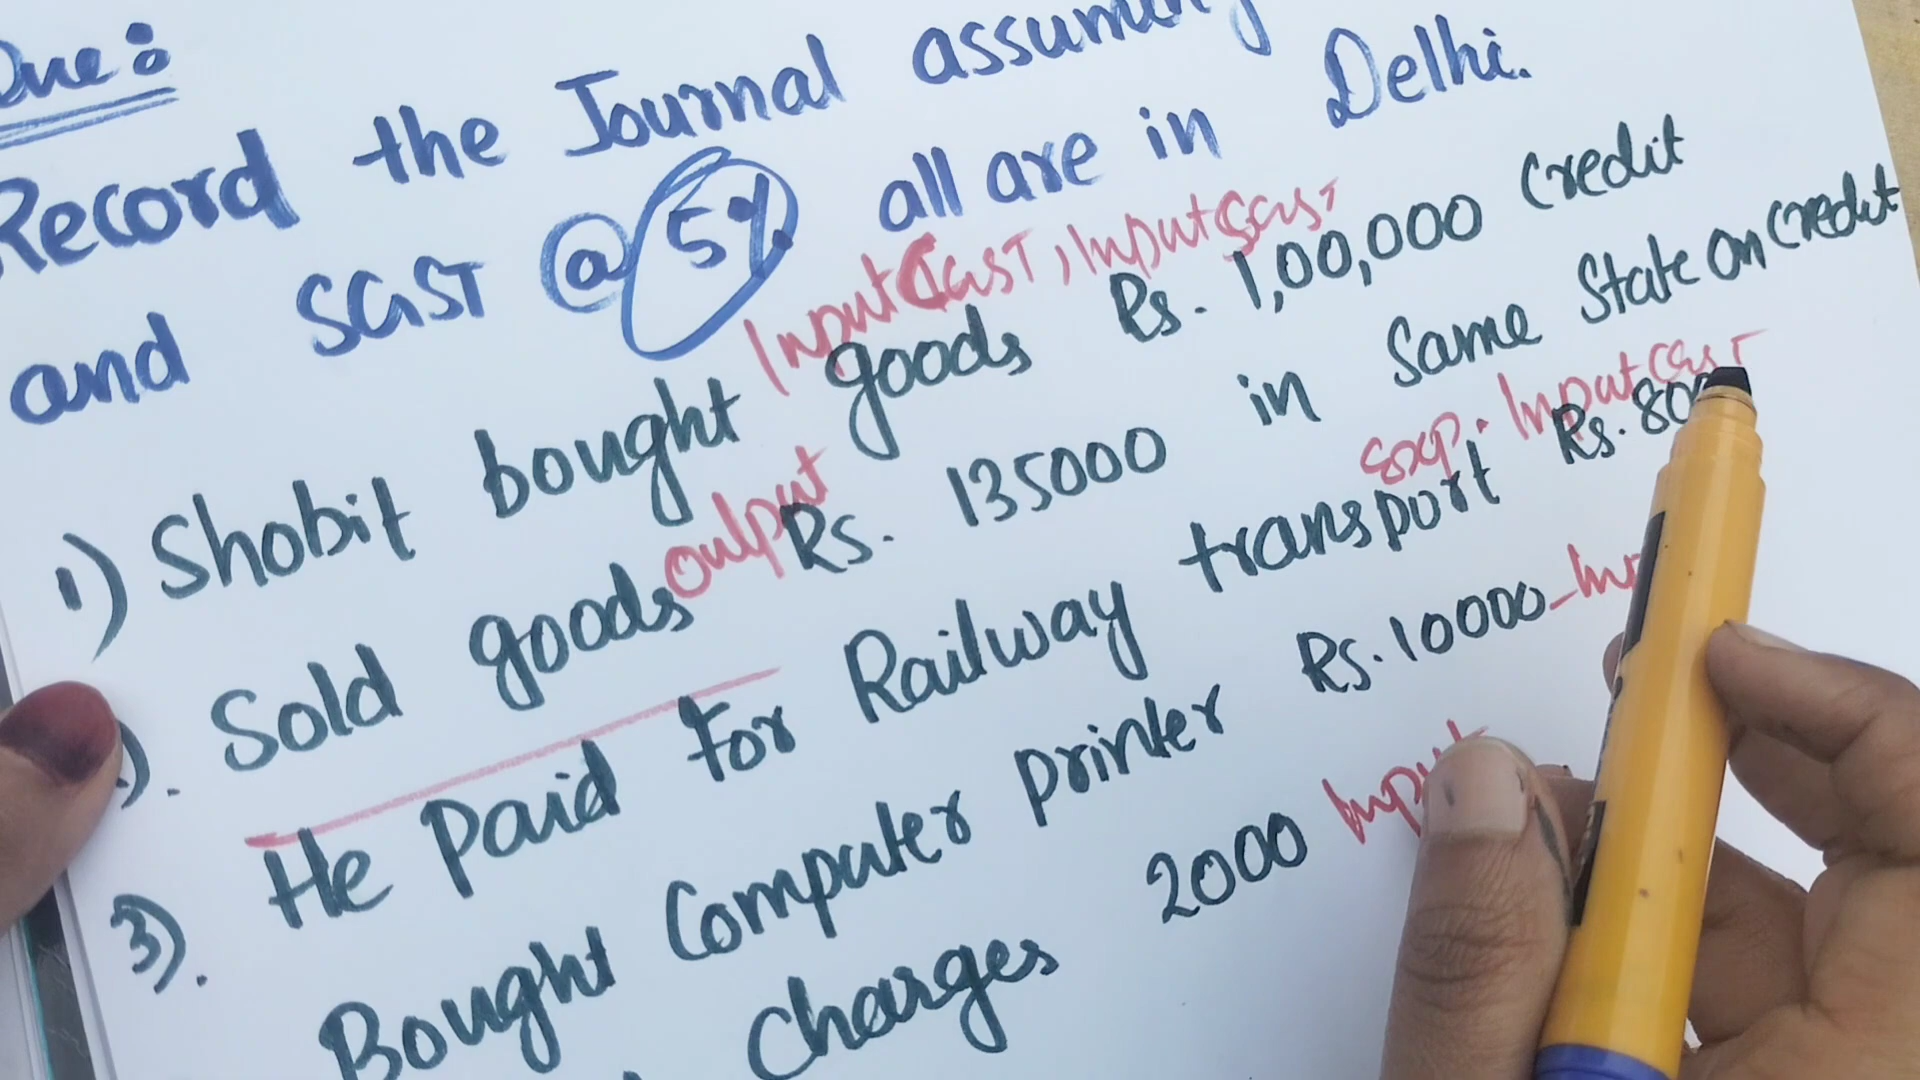 Que:
Record the Journal assuming
and SGST @ 5% all are in Delhi.
Input CGST, Input SGST
1) Shobit bought goods Rs. 1,00,000 Credit
output
Sold goods Rs. 135000 in Same State on Credit
exp. Input CGST
3). He Paid for Railway transport Rs.
Bought Computer printer Rs. 10000
Charges 2000 Input